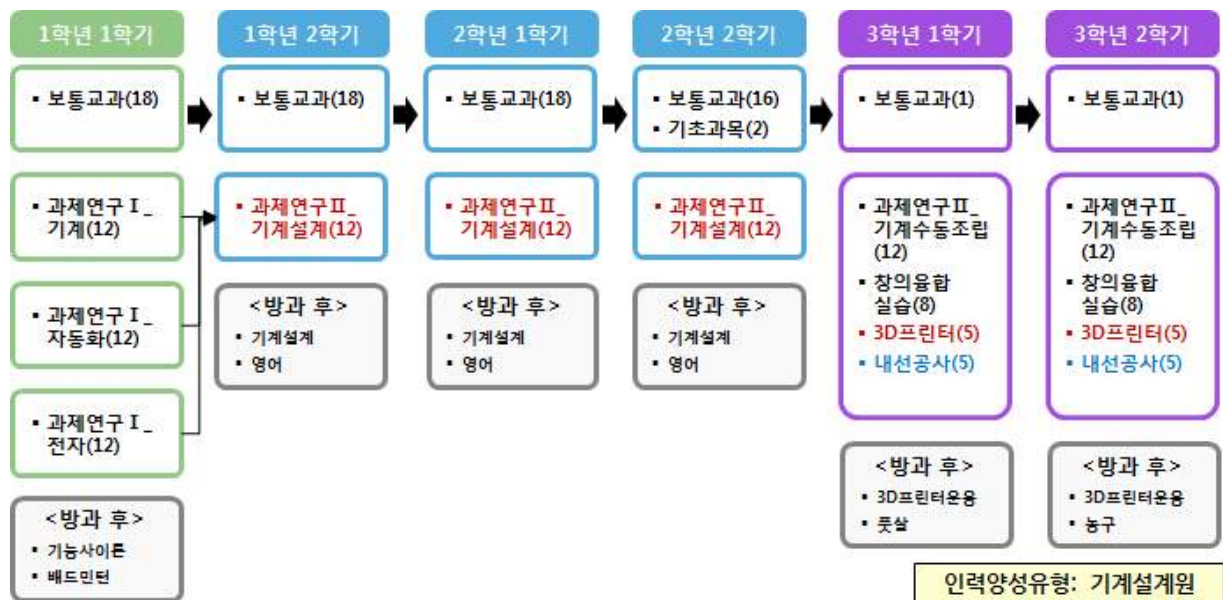 1학년 1학기
1학년 2학기
2학년 1학기
2학년 2학기
3학년 1학기
3학년 2학기
▪ 보통교과(18)
▪ 보통교과(18)
▪ 보통교과(18)
▪ 보통교과(16)
▪ 기초과목(2)
▪ 보통교과(1)
▪ 보통교과(1)
▪ 과제연구Ⅰ_
기계(12)
▪ 과제연구Ⅰ_
자동화(12)
▪ 과제연구Ⅰ_
전자(12)
<방과 후>
▪ 기능사이론
▪ 배드민턴
▪ 과제연구Ⅱ_
기계설계(12)
<방과 후>
▪ 기계설계
▪ 영어
▪ 과제연구Ⅱ_
기계설계(12)
<방과 후>
▪ 기계설계
▪ 영어
▪ 과제연구Ⅱ_
기계설계(12)
<방과 후>
▪ 기계설계
▪ 영어
▪ 과제연구Ⅱ_
기계수동조립
(12)
▪ 창의융합
실습(8)
▪ 3D프린터(5)
▪ 내선공사(5)
<방과 후>
▪ 3D프린터운용
▪ 풋살
▪ 과제연구Ⅱ_
기계수동조립
(12)
▪ 창의융합
실습(8)
▪ 3D프린터(5)
▪ 내선공사(5)
<방과 후>
▪ 3D프린터운용
▪ 농구
인력양성유형: 기계설계원